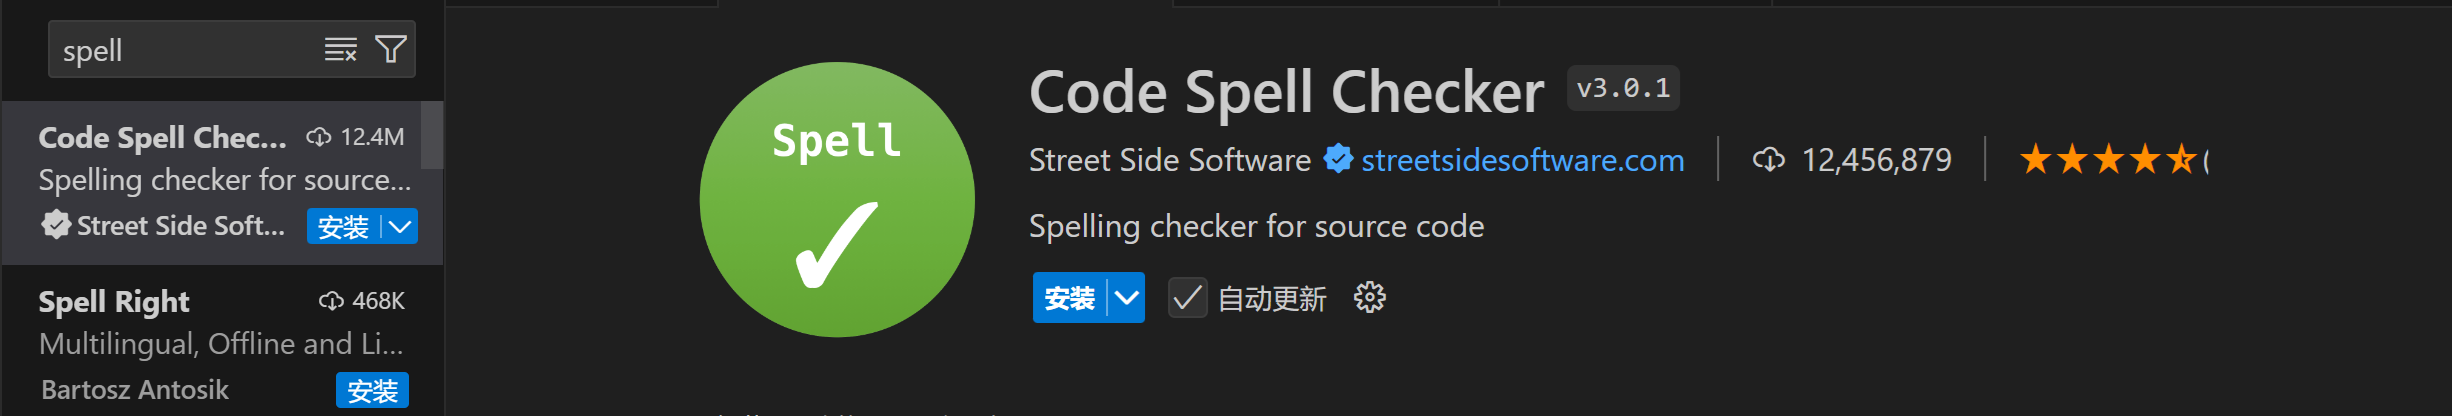 spell
Code Spell Chec... 12.4M
Spelling checker for source...
Street Side Soft... 安装
Spell Right 468K
Multilingual, Offline and Li...
Bartosz Antosik 安装
Spell
Code Spell Checker v3.0.1
Street Side Software streetsidesoftware.com 12,456,879 (
Spelling checker for source code
安装 自动更新